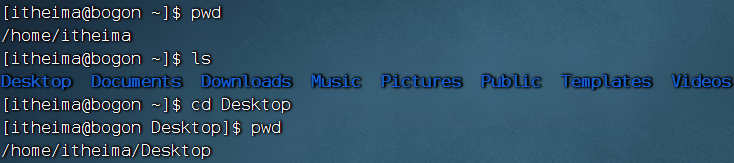 [itheima@bogon ~]$ pwd
/home/itheima
[itheima@bogon ~]$ ls
Desktop  Documents  Downloads  Music  Pictures  Public  Templates  Videos
[itheima@bogon ~]$ cd Desktop
[itheima@bogon Desktop]$ pwd
/home/itheima/Desktop